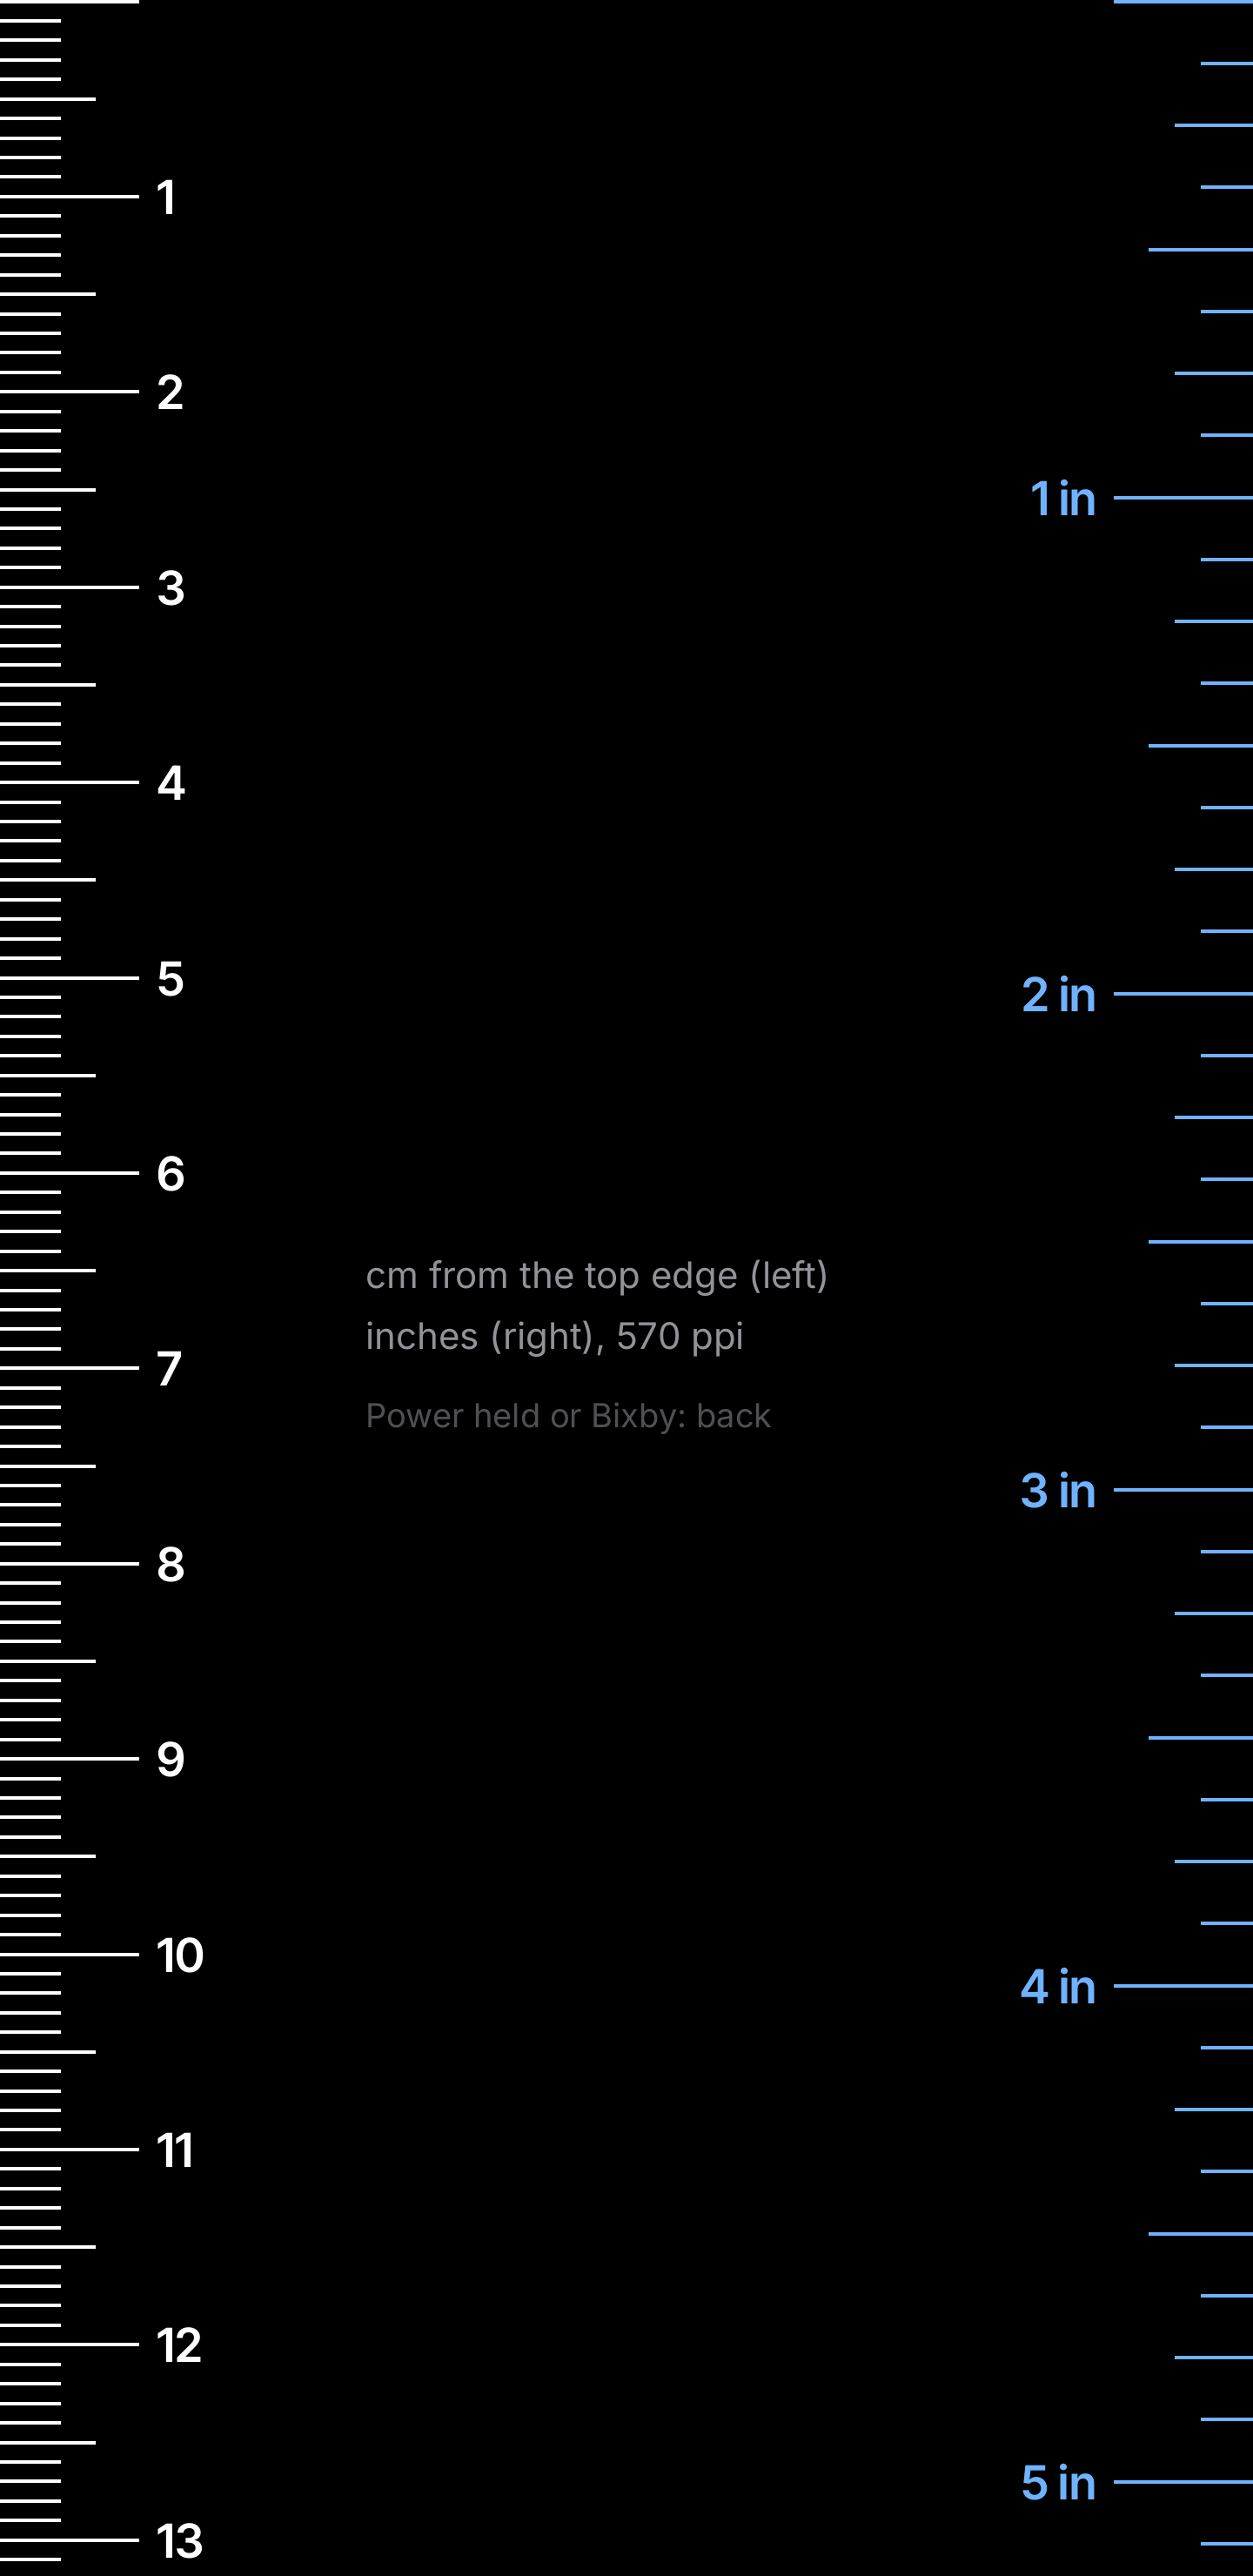 1
2
1 in
3
4
5
2 in
6
cm from the top edge (left)
inches (right), 570 ppi
7
Power held or Bixby: back
3 in
8
9
10
4 in
11
12
5 in
13